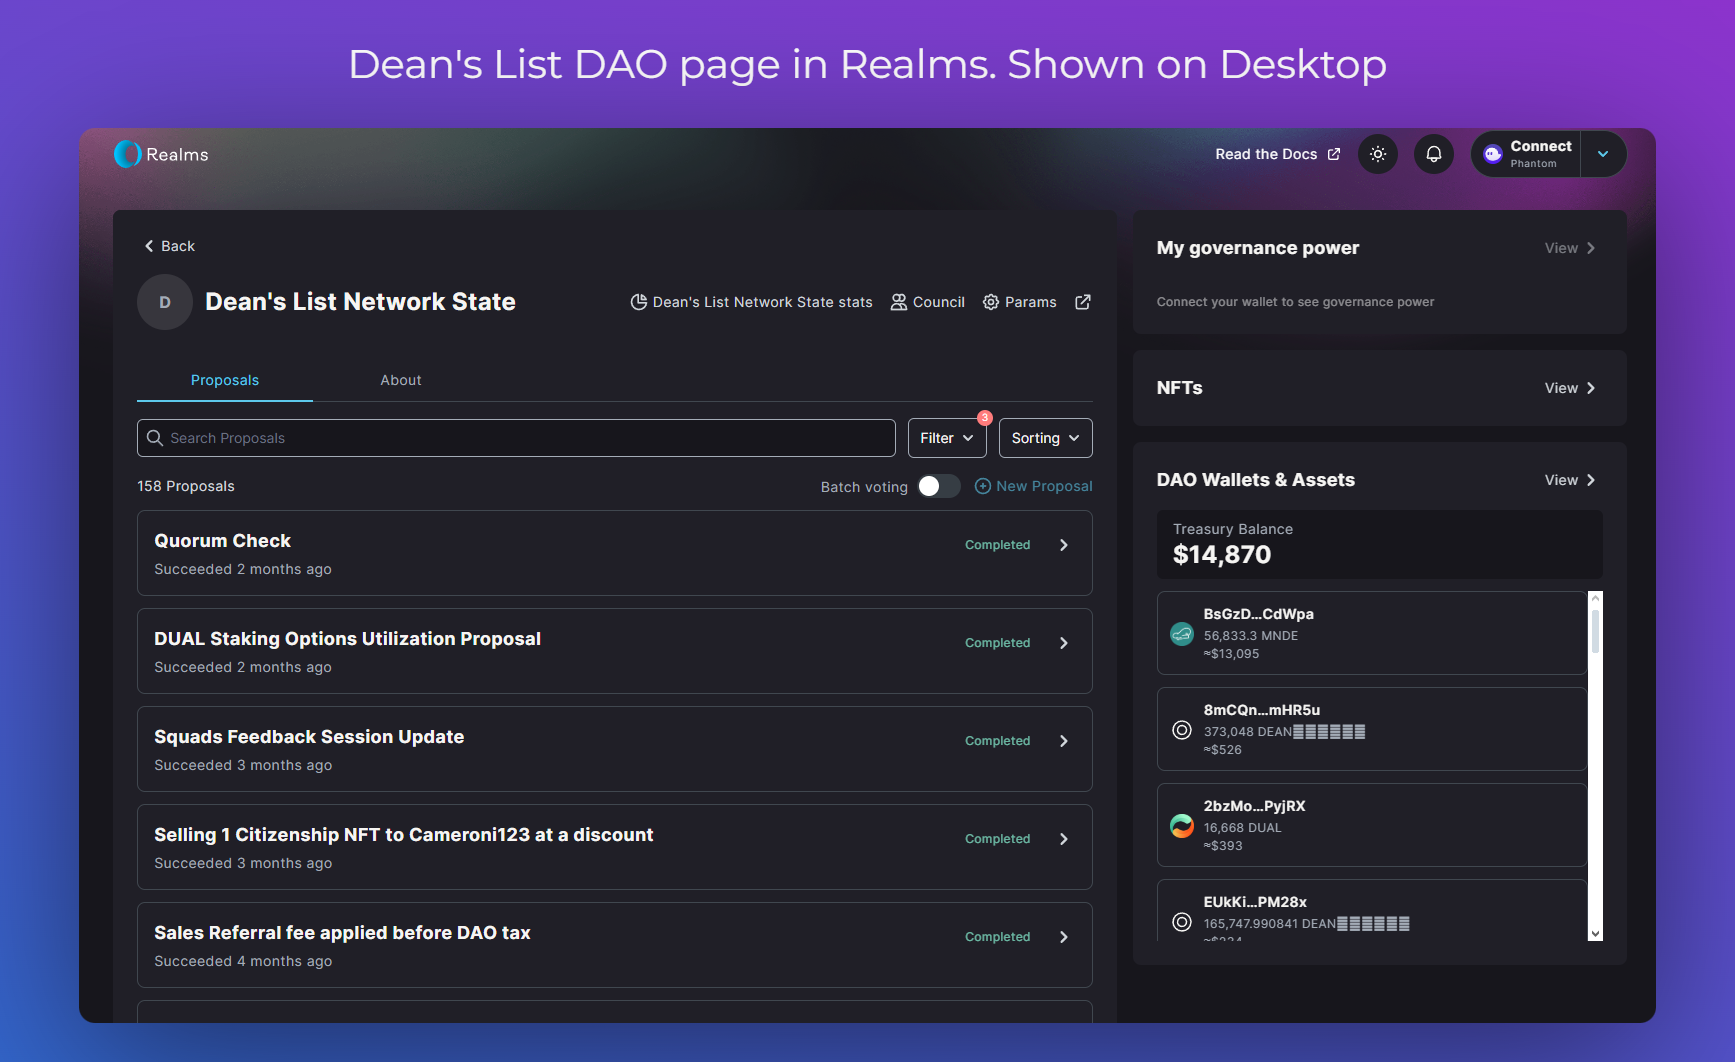 Dean's List DAO page in Realms. Shown on Desktop
Realms
Read the Docs
Connect
Phantom
Back
D
Dean's List Network State
Dean's List Network State stats
Council
Params
Proposals
About
Search Proposals
Filter
3
Sorting
158 Proposals
Batch voting
New Proposal
Quorum Check
Succeeded 2 months ago
Completed
DUAL Staking Options Utilization Proposal
Succeeded 2 months ago
Completed
Squads Feedback Session Update
Succeeded 3 months ago
Completed
Selling 1 Citizenship NFT to Cameroni123 at a discount
Succeeded 3 months ago
Completed
Sales Referral fee applied before DAO tax
Succeeded 4 months ago
Completed
My governance power
View
Connect your wallet to see governance power
NFTs
View
DAO Wallets & Assets
View
Treasury Balance
$14,870
BsGzD...CdWpa
56,833.3 MNDE
≈$13,095
8mCQn...mHR5u
373,048 DEAN
≈$526
2bzMo...PyjRX
16,668 DUAL
≈$393
EUkKi...PM28x
165,747.990841 DEAN